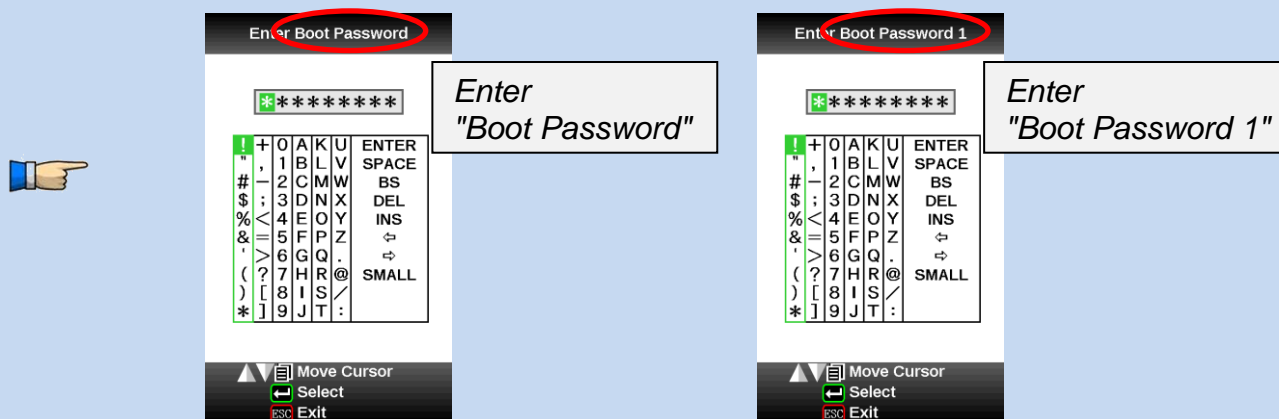 Enter Boot Password
*********
Enter
"Boot Password"
! + 0 A K U ENTER
" , 1 B L V SPACE
# − 2 C M W BS
$ ; 3 D N X DEL
% < 4 E O Y INS
& = 5 F P Z ⇦
' > 6 G Q . ⇨
( ? 7 H R @ SMALL
) [ 8 I S /
* ] 9 J T :
Move Cursor
Select
ESC Exit
Enter Boot Password 1
*********
Enter
"Boot Password 1"
! + 0 A K U ENTER
" , 1 B L V SPACE
# − 2 C M W BS
$ ; 3 D N X DEL
% < 4 E O Y INS
& = 5 F P Z ⇦
' > 6 G Q . ⇨
( ? 7 H R @ SMALL
) [ 8 I S /
* ] 9 J T :
Move Cursor
Select
ESC Exit